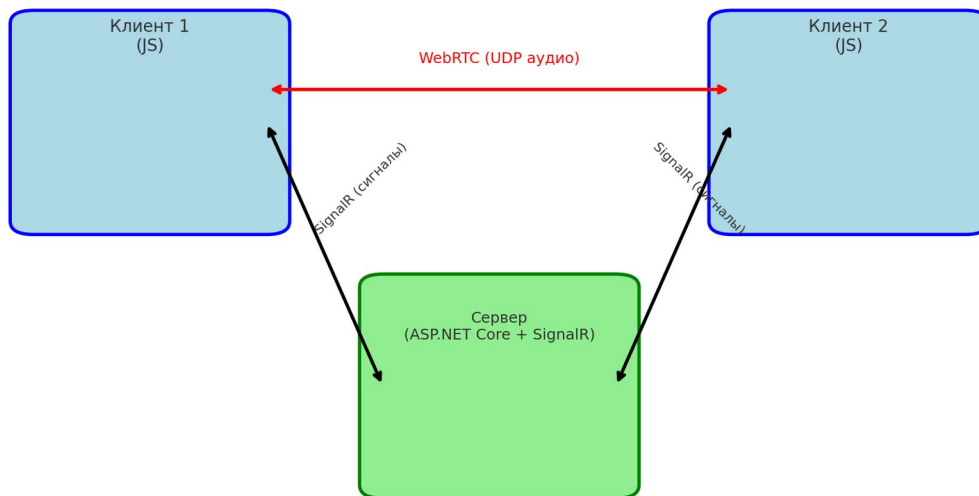 Клиент 1
(JS)
Клиент 2
(JS)
WebRTC (UDP аудио)
SignalR (сигналы)
SignalR (сигналы)
Сервер
(ASP.NET Core + SignalR)